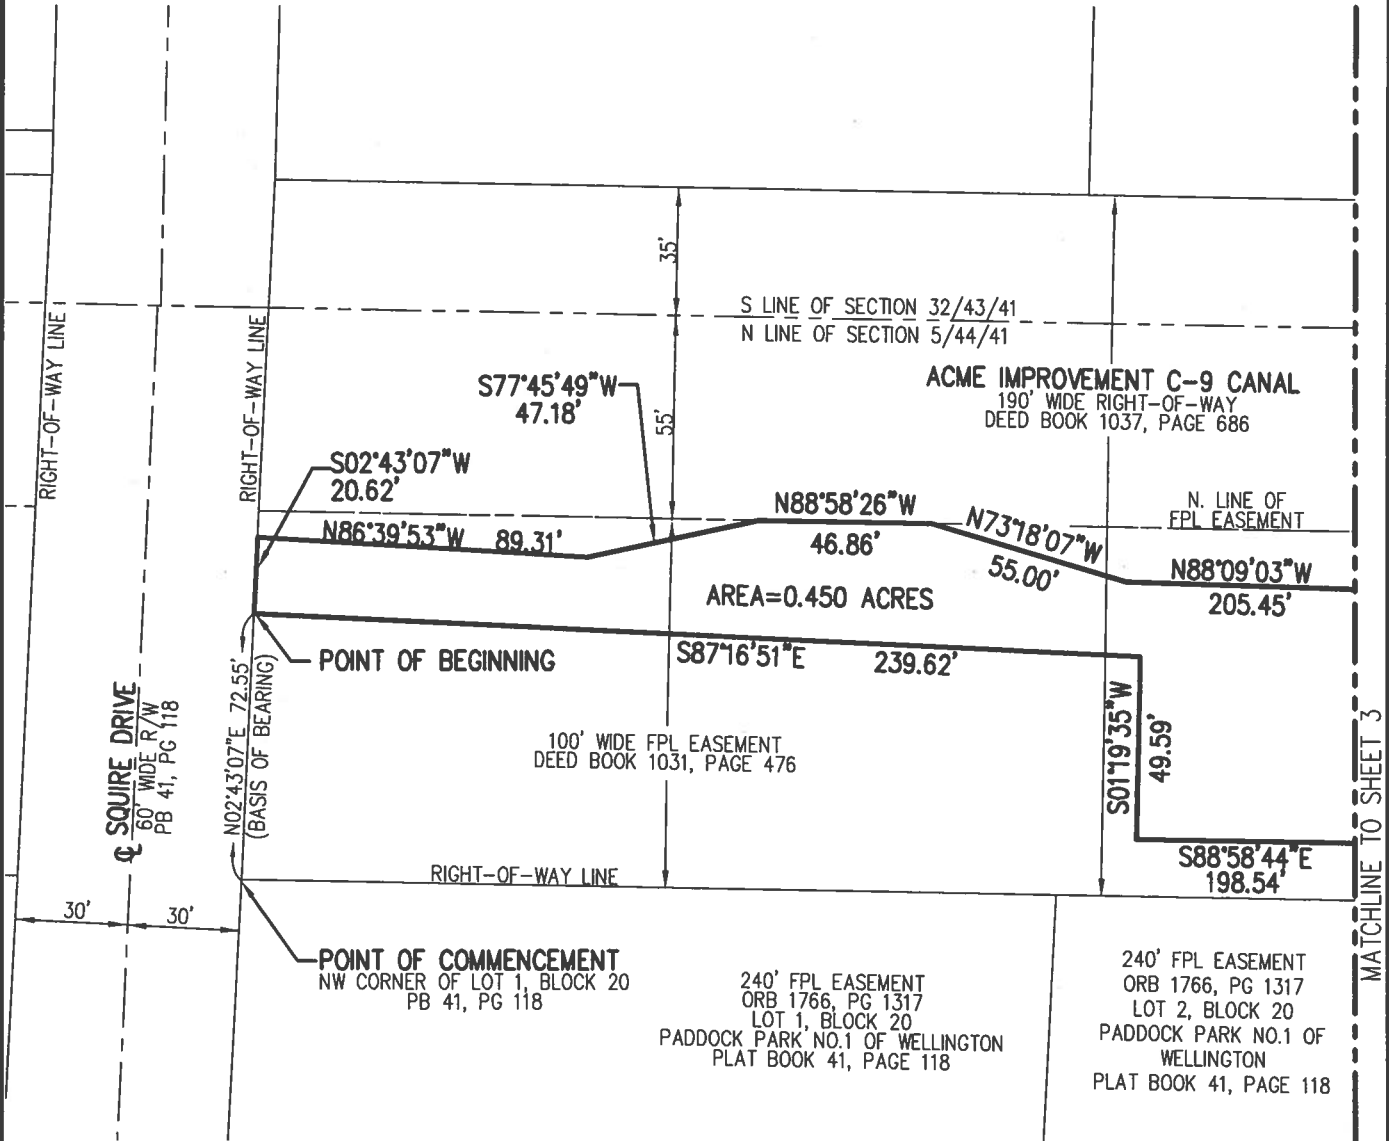 35'
S LINE OF SECTION 32/43/41
N LINE OF SECTION 5/44/41
RIGHT-OF-WAY LINE
RIGHT-OF-WAY LINE
ACME IMPROVEMENT C-9 CANAL
190' WIDE RIGHT-OF-WAY
DEED BOOK 1037, PAGE 686
S77°45'49"W
47.18'
55'
S02°43'07"W
20.62'
N. LINE OF
FPL EASEMENT
N86°39'53"W 89.31'
N88°58'26"W
46.86'
N73°18'07"W
55.00'
N88°09'03"W
205.45'
AREA=0.450 ACRES
POINT OF BEGINNING
S87°16'51"E 239.62'
N02°43'07"E 72.55'
(BASIS OF BEARING)
₵ SQUIRE DRIVE
60' WIDE R/W
PB 41, PG 118
100' WIDE FPL EASEMENT
DEED BOOK 1031, PAGE 476
S01°19'35"W
49.59'
S88°58'44"E
198.54'
MATCHLINE TO SHEET 3
RIGHT-OF-WAY LINE
30'
30'
POINT OF COMMENCEMENT
NW CORNER OF LOT 1, BLOCK 20
PB 41, PG 118
240' FPL EASEMENT
ORB 1766, PG 1317
LOT 1, BLOCK 20
PADDOCK PARK NO.1 OF WELLINGTON
PLAT BOOK 41, PAGE 118
240' FPL EASEMENT
ORB 1766, PG 1317
LOT 2, BLOCK 20
PADDOCK PARK NO.1 OF
WELLINGTON
PLAT BOOK 41, PAGE 118